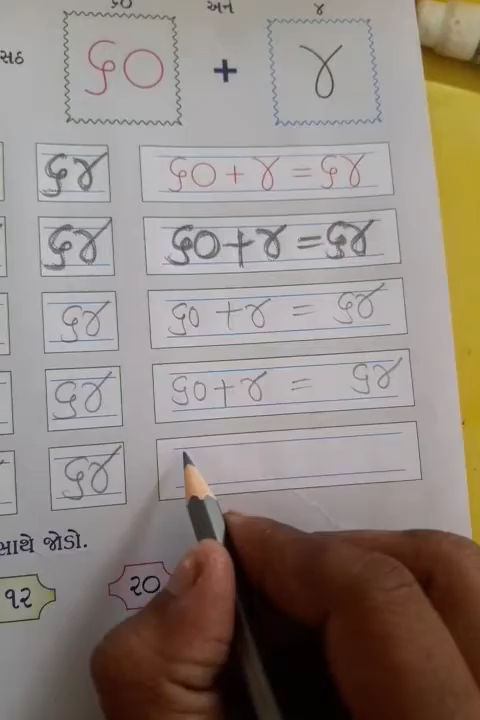 ૬૦ અને ૪
સઠ ૬૦ + ૪
૬૪ ૬૦ + ૪ = ૬૪
૬૪ ૬૦ + ૪ = ૬૪
૬૪ ૬૦ + ૪ = ૬૪
૬૪ ૬૦ + ૪ = ૬૪
૬૪
સાથે જોડો.
૧૨ ૨૦